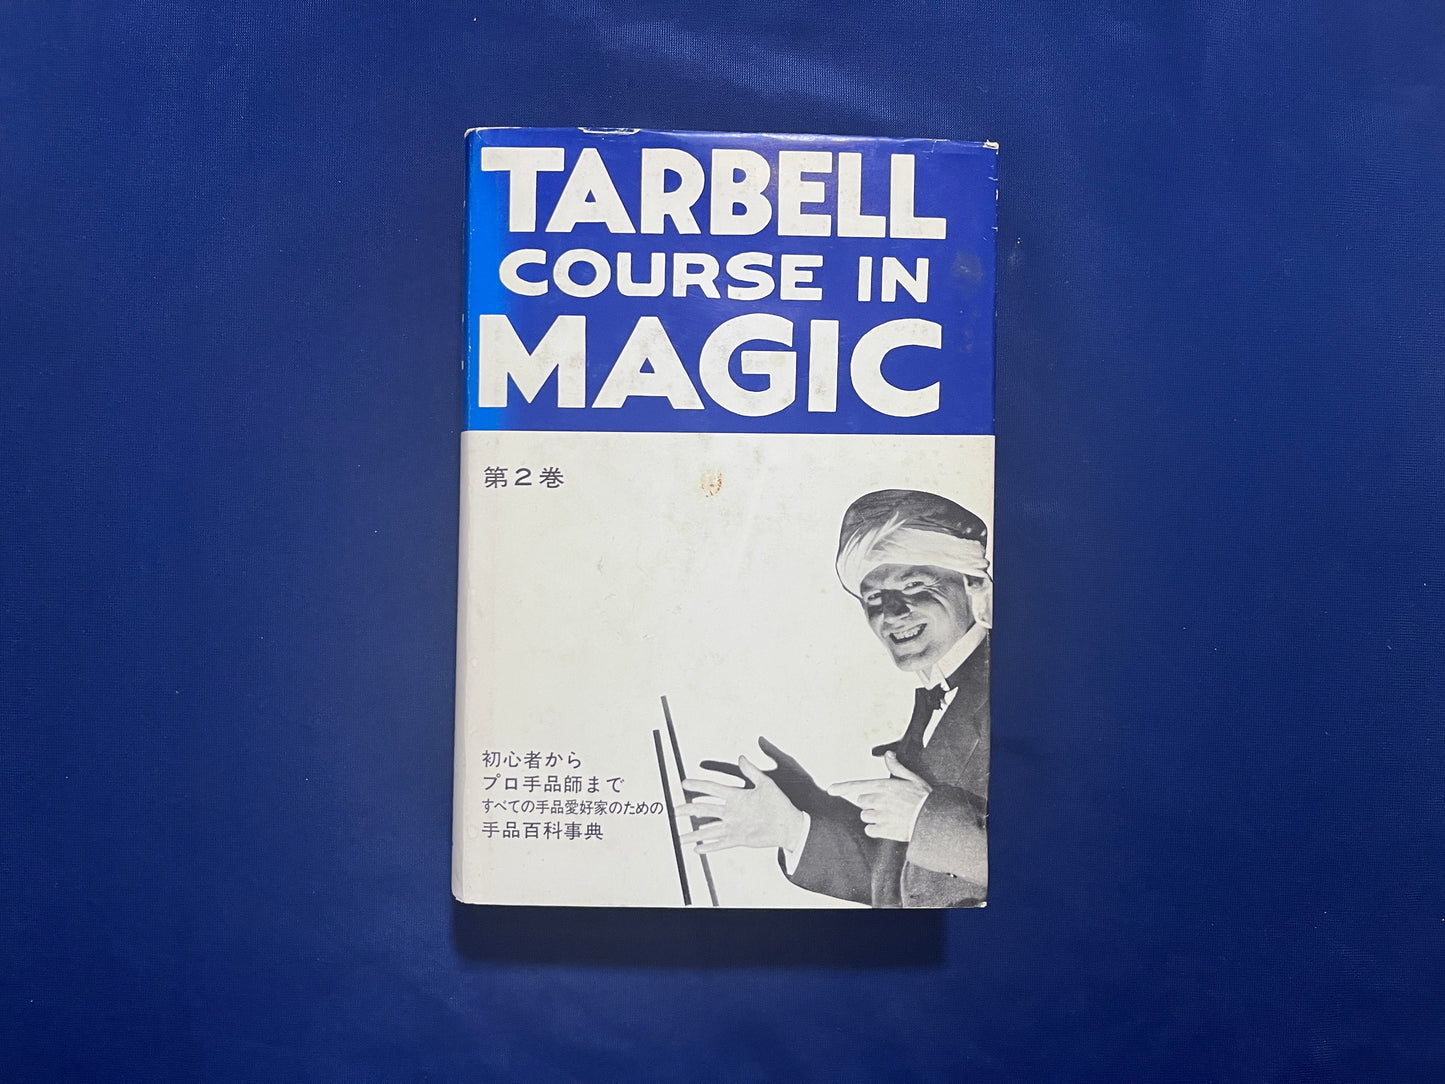 TARBELL
COURSE IN
MAGIC
第2巻
初心者から
プロ手品師まで
すべての手品愛好家のための
手品百科事典